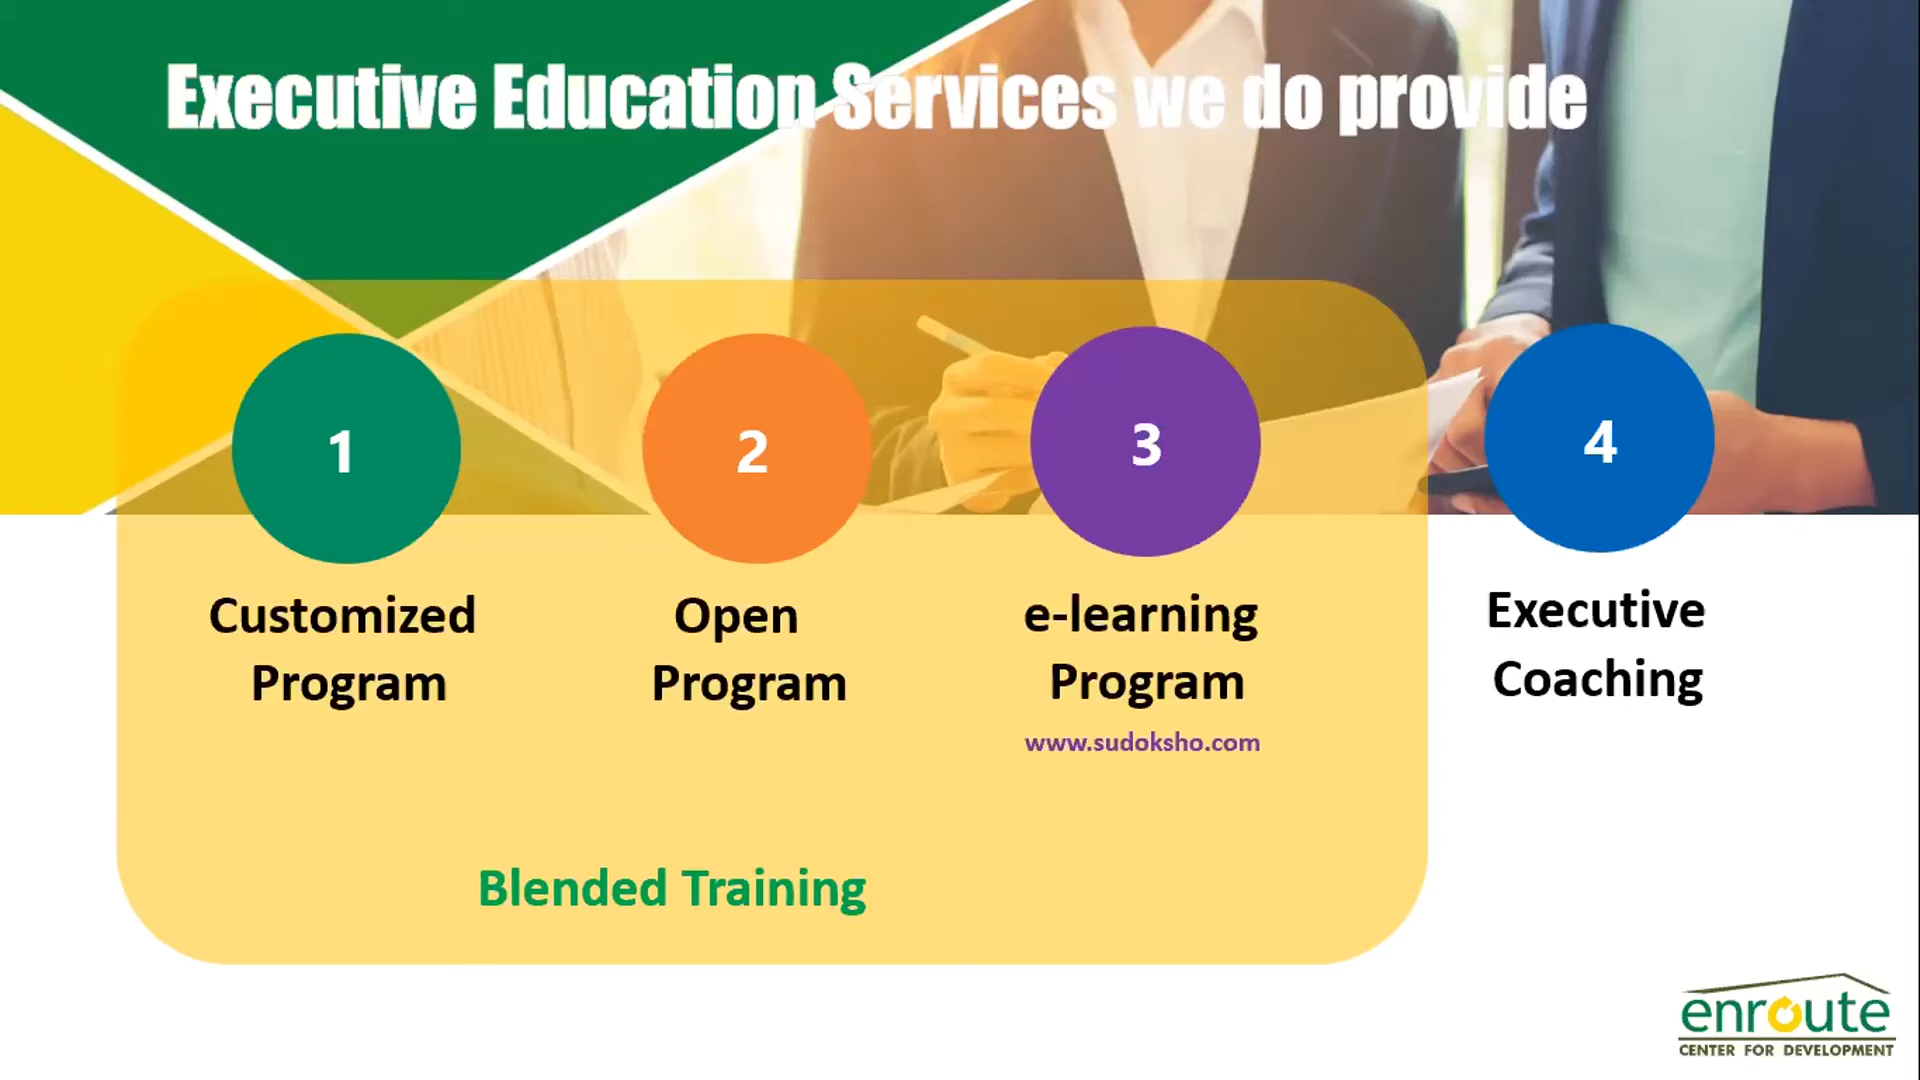 Executive Education Services we do provide
1
2
3
4
Customized
Program
Open
Program
e-learning
Program
www.sudoksho.com
Executive
Coaching
Blended Training
enroute
CENTER FOR DEVELOPMENT